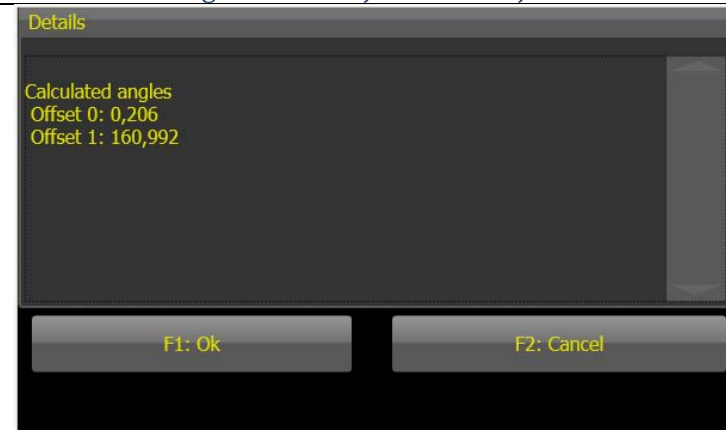 Details
Calculated angles
Offset 0: 0,206
Offset 1: 160,992
F1: Ok
F2: Cancel